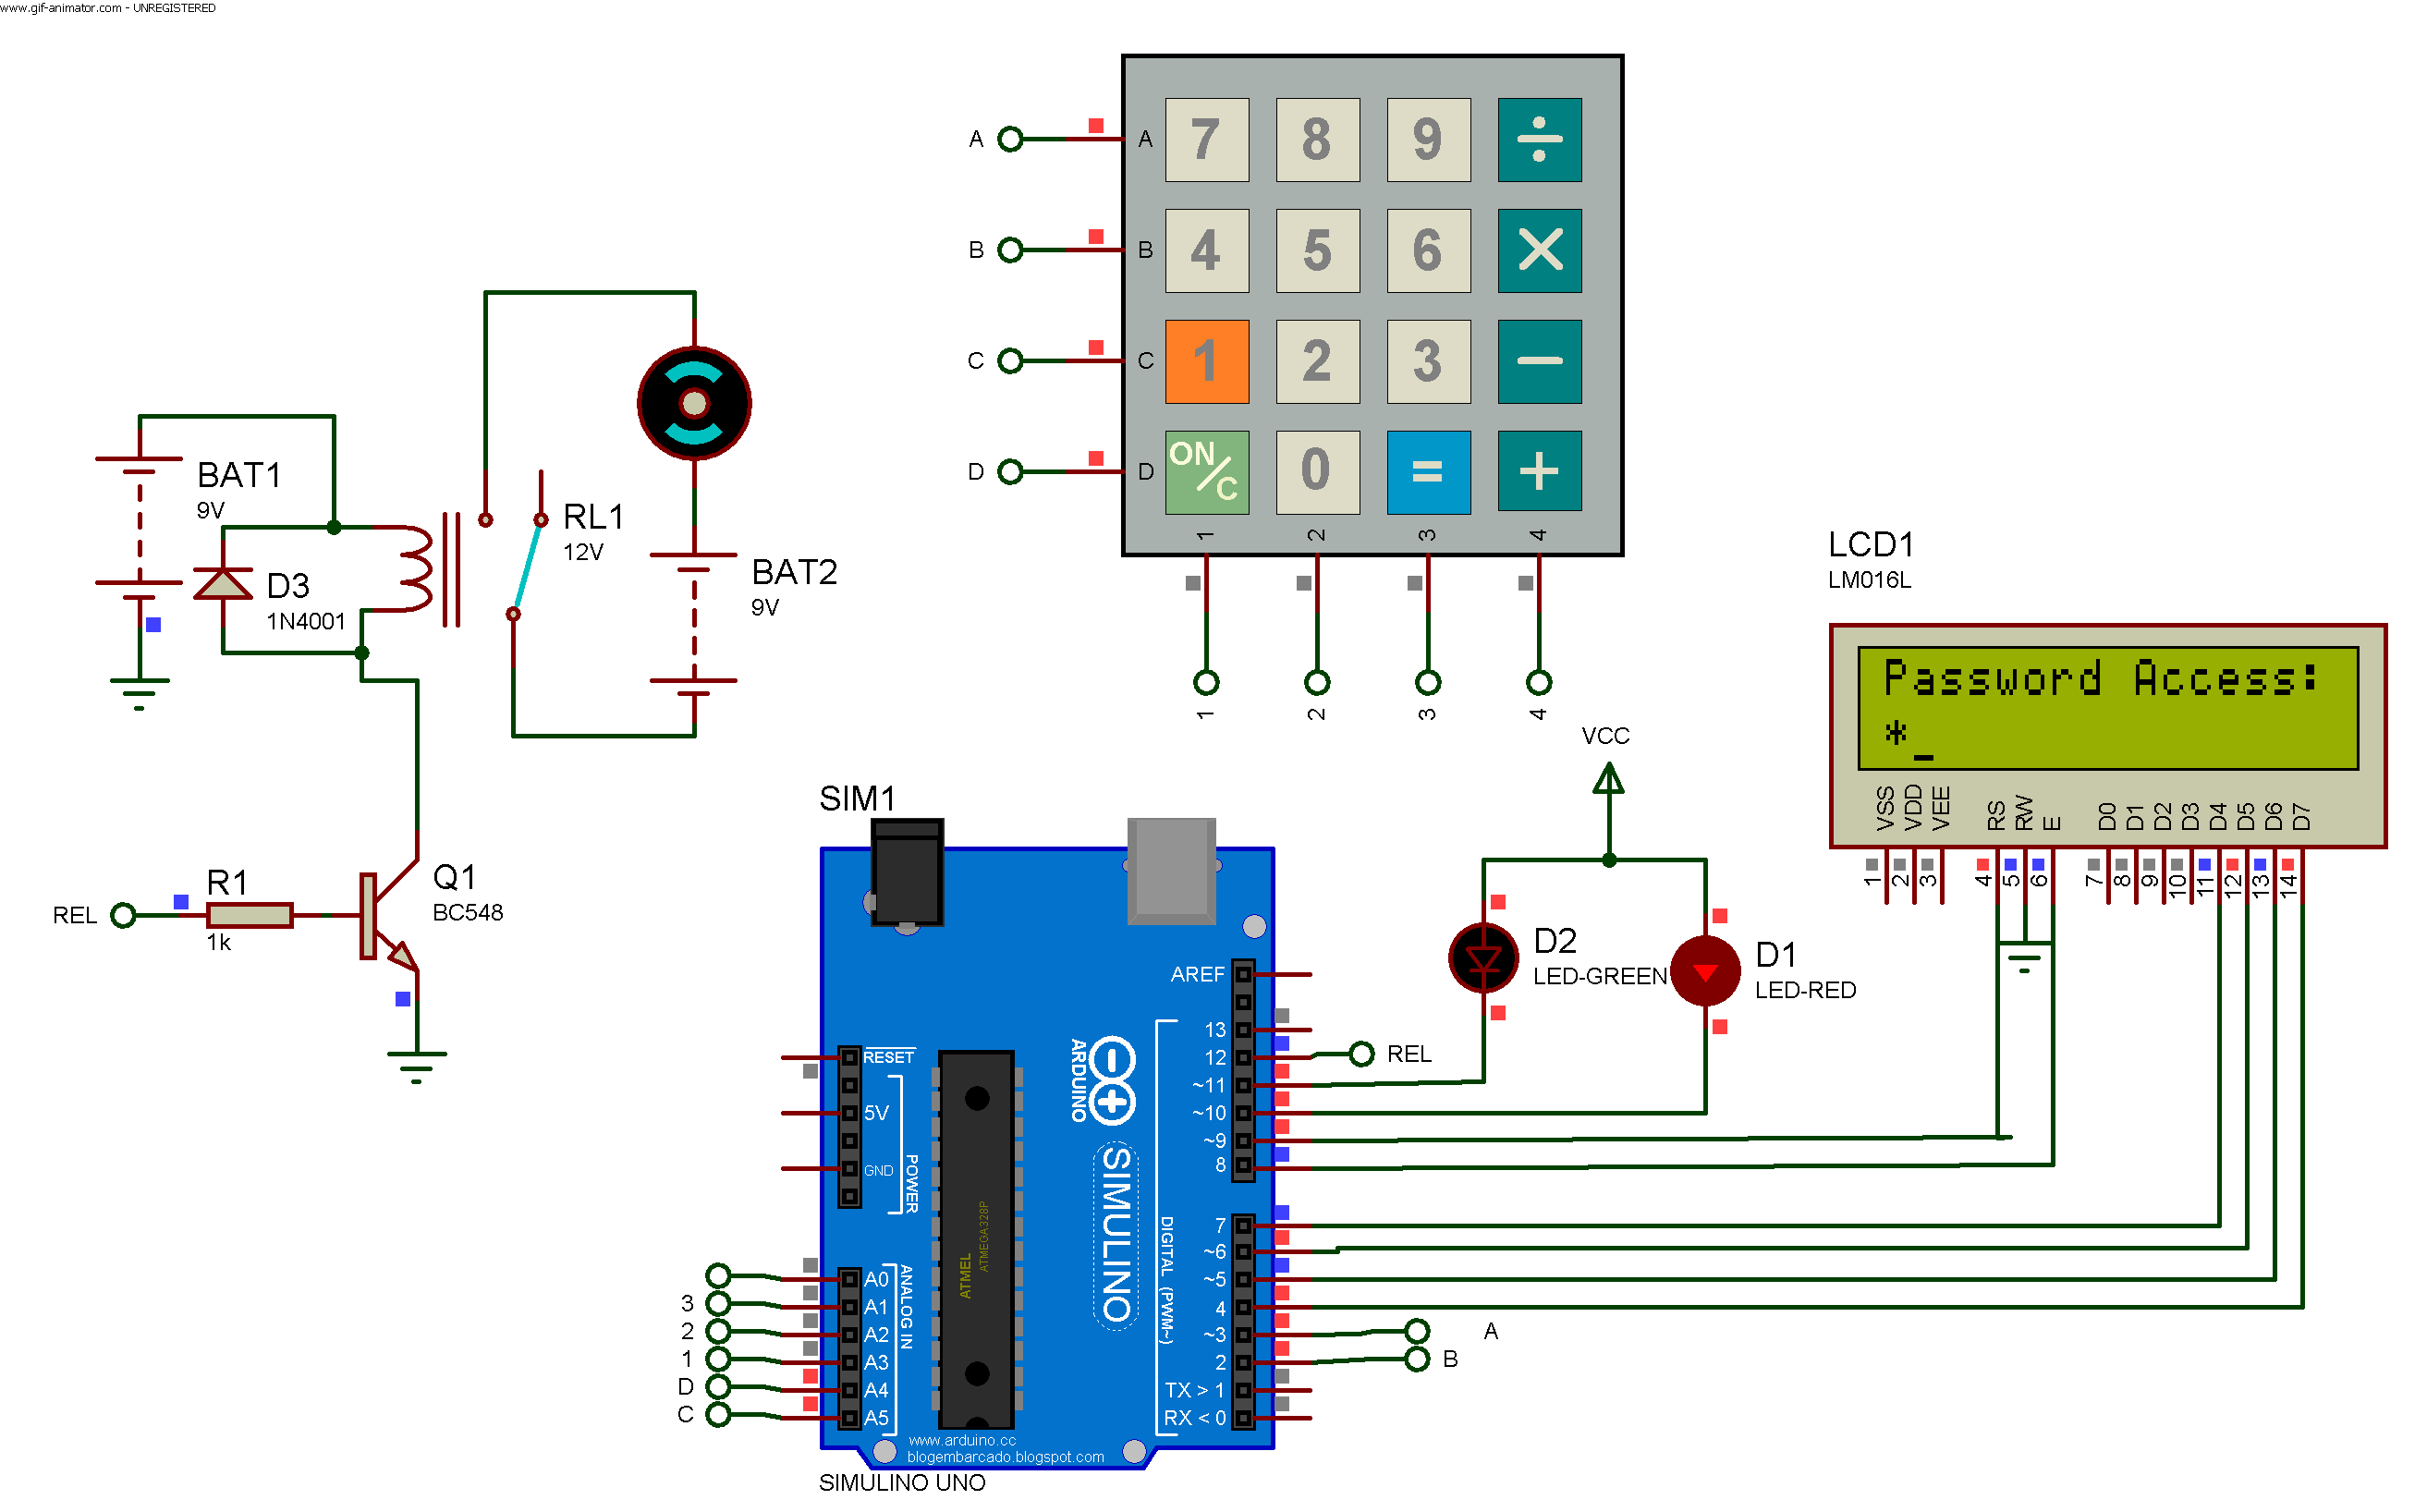 www.gif-animator.com - UNREGISTERED
A A 7 8 9 ÷
B B 4 5 6 ×
C C 1 2 3 −
D D ON/C 0 = +
1 2 3 4
1 2 3 4
BAT1
9V
D3
1N4001
RL1
12V
BAT2
9V
REL
R1
1k
Q1
BC548
LCD1
LM016L
Password Access:
*_
VSS VDD VEE RS RW E D0 D1 D2 D3 D4 D5 D6 D7
1 2 3 4 5 6 7 8 9 10 11 12 13 14
VCC
D2
LED-GREEN
D1
LED-RED
SIM1
AREF
13
12 REL
~11
~10
~9
8
7
~6
~5
4
~3 A
2 B
TX > 1
RX < 0
DIGITAL (PWM~)
RESET
5V
GND
POWER
A0
3 A1
2 A2
1 A3
D A4
C A5
ANALOG IN
ATMEL
ATMEGA328P
ARDUINO
SIMULINO
www.arduino.cc
blogembarcado.blogspot.com
SIMULINO UNO